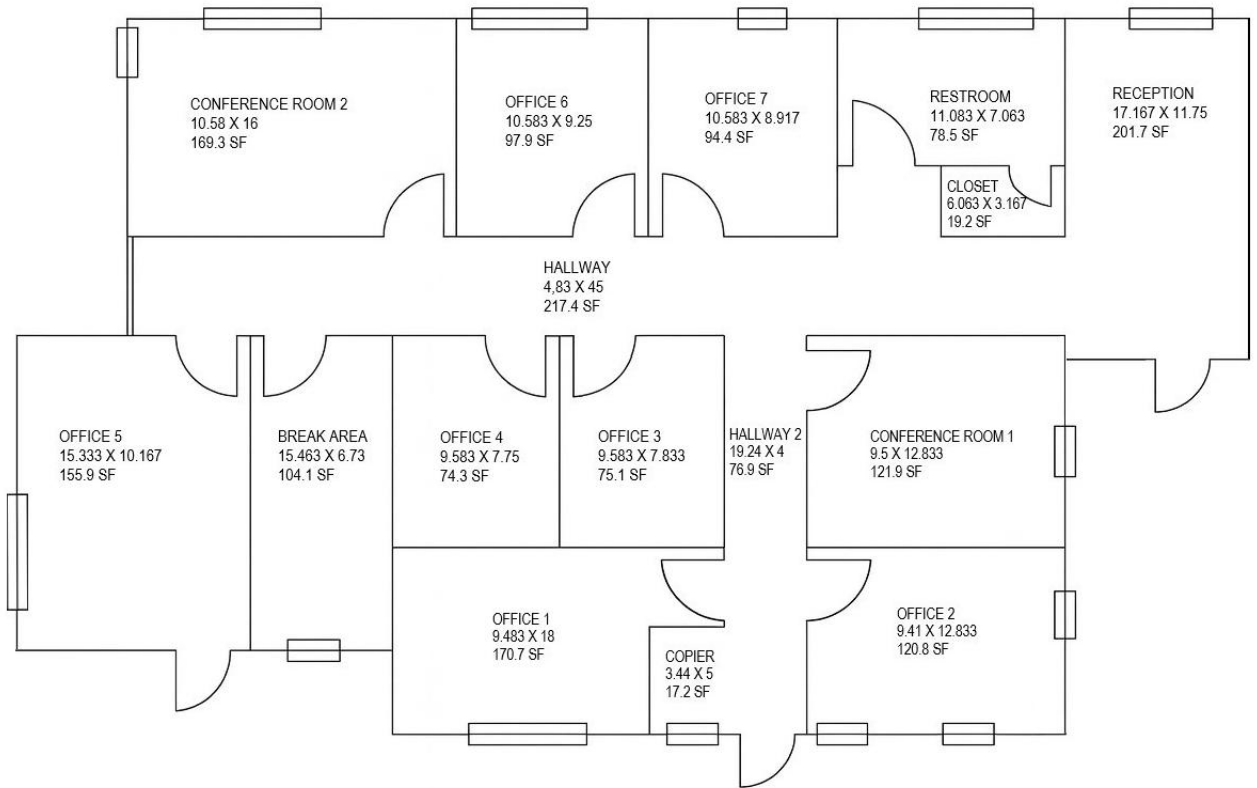 CONFERENCE ROOM 2
10.58 X 16
169.3 SF
OFFICE 6
10.583 X 9.25
97.9 SF
OFFICE 7
10.583 X 8.917
94.4 SF
RESTROOM
11.083 X 7.063
78.5 SF
RECEPTION
17.167 X 11.75
201.7 SF
CLOSET
6.063 X 3.167
19.2 SF
HALLWAY
4,83 X 45
217.4 SF
OFFICE 5
15.333 X 10.167
155.9 SF
BREAK AREA
15.463 X 6.73
104.1 SF
OFFICE 4
9.583 X 7.75
74.3 SF
OFFICE 3
9.583 X 7.833
75.1 SF
HALLWAY 2
19.24 X 4
76.9 SF
CONFERENCE ROOM 1
9.5 X 12.833
121.9 SF
OFFICE 1
9.483 X 18
170.7 SF
COPIER
3.44 X 5
17.2 SF
OFFICE 2
9.41 X 12.833
120.8 SF